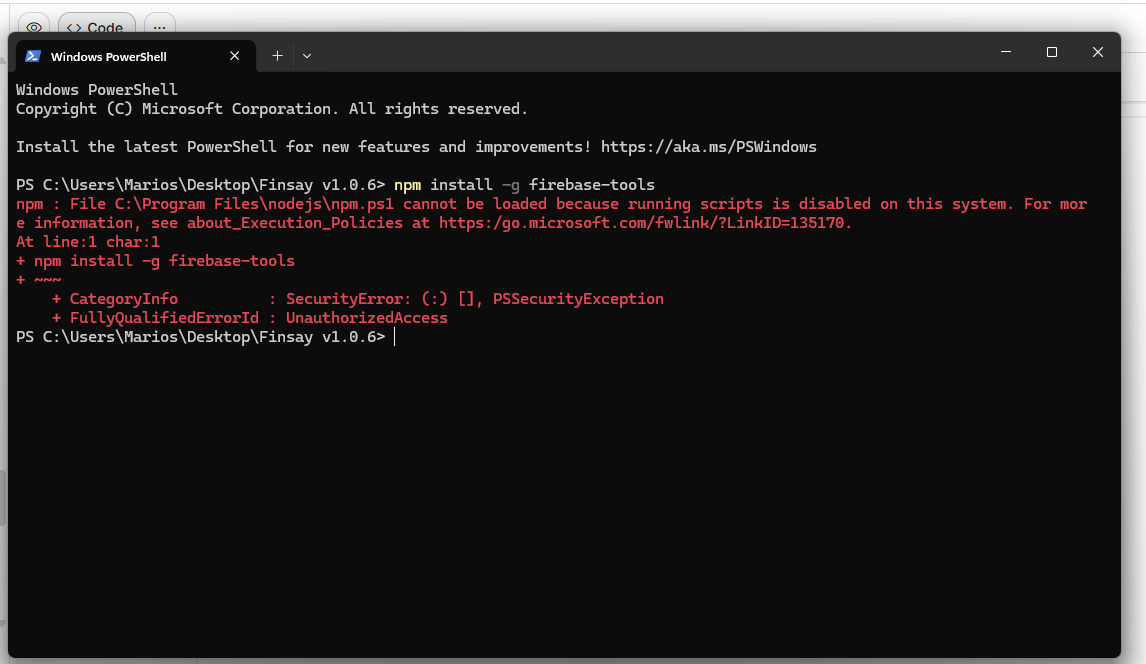 Code
...
Windows PowerShell
Windows PowerShell
Copyright (C) Microsoft Corporation. All rights reserved.
Install the latest PowerShell for new features and improvements! https://aka.ms/PSWindows
PS C:\Users\Marios\Desktop\Finsay v1.0.6> npm install -g firebase-tools
npm : File C:\Program Files\nodejs\npm.ps1 cannot be loaded because running scripts is disabled on this system. For mor
e information, see about_Execution_Policies at https:/go.microsoft.com/fwlink/?LinkID=135170.
At line:1 char:1
+ npm install -g firebase-tools
+ ~~~
    + CategoryInfo          : SecurityError: (:) [], PSSecurityException
    + FullyQualifiedErrorId : UnauthorizedAccess
PS C:\Users\Marios\Desktop\Finsay v1.0.6>